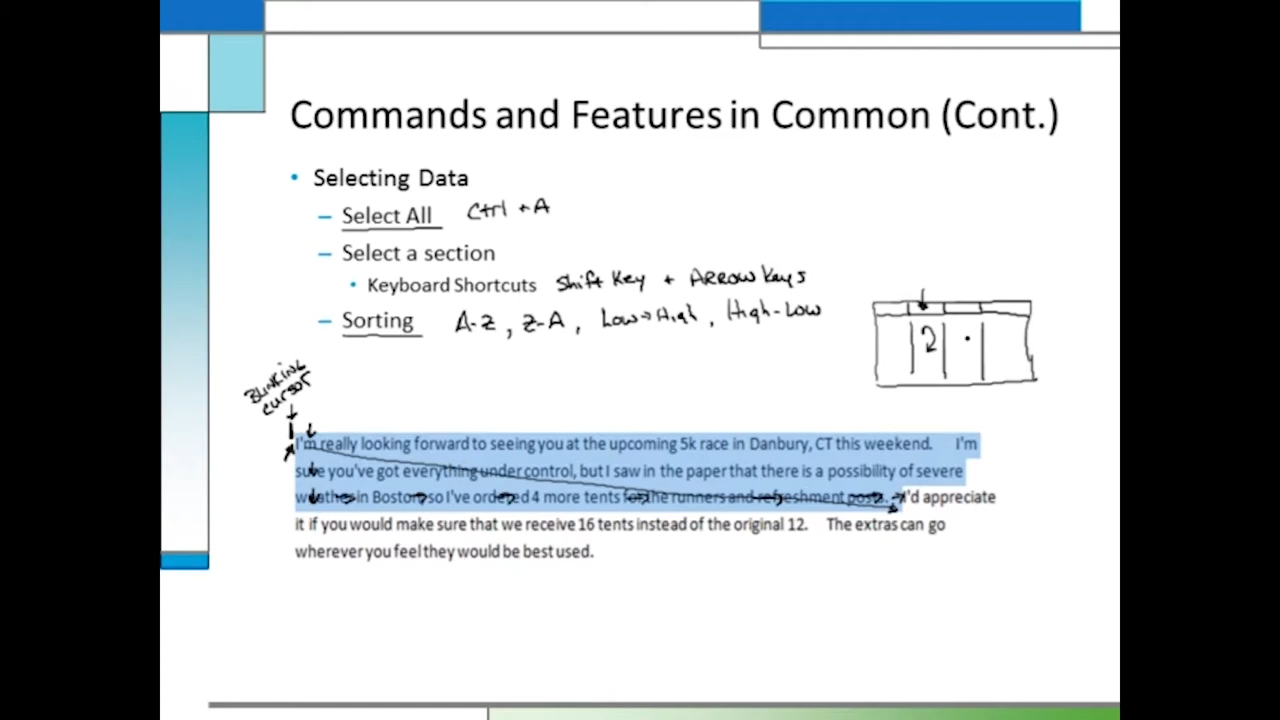 Commands and Features in Common (Cont.)
• Selecting Data
– Select All Ctrl + A
– Select a section
• Keyboard Shortcuts Shift Key + Arrow Keys
– Sorting A-Z, Z-A, Low→High, High-Low
Blinking
cursor
I'm really looking forward to seeing you at the upcoming 5k race in Danbury, CT this weekend. I'm
sure you've got everything under control, but I saw in the paper that there is a possibility of severe
weather in Boston so I've ordered 4 more tents for the runners and refreshment posts. I'd appreciate
it if you would make sure that we receive 16 tents instead of the original 12. The extras can go
wherever you feel they would be best used.